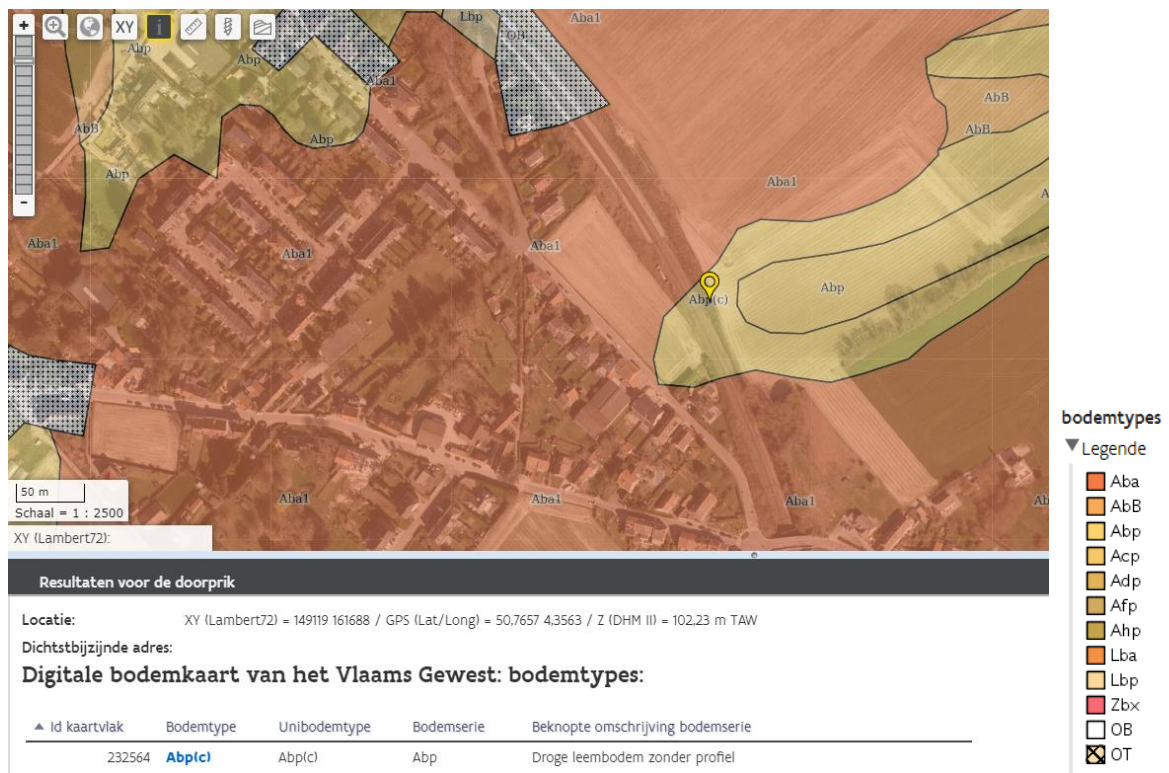 +
XY
i
Lbp
Aba1
OB
Abp
Abp
Aba1
AbB
AbB
AbB
Abp
Abp
Aba1
A
Aba1
Aba1
Aba1
Abp
Abp(c)
-
50 m
Schaal = 1 : 2500
XY (Lambert72):
Aba1
Aba1
Aba1
Ab
bodemtypes
Legende
Aba
AbB
Abp
Acp
Adp
Afp
Ahp
Lba
Lbp
Zbx
OB
OT
Resultaten voor de doorprik
Locatie: XY (Lambert72) = 149119 161688 / GPS (Lat/Long) = 50,7657 4,3563 / Z (DHM II) = 102,23 m TAW
Dichtstbijzijnde adres:
Digitale bodemkaart van het Vlaams Gewest: bodemtypes:
Id kaartvlak Bodemtype Unibodemtype Bodemserie Beknopte omschrijving bodemserie
232564 Abp(c) Abp(c) Abp Droge leembodem zonder profiel